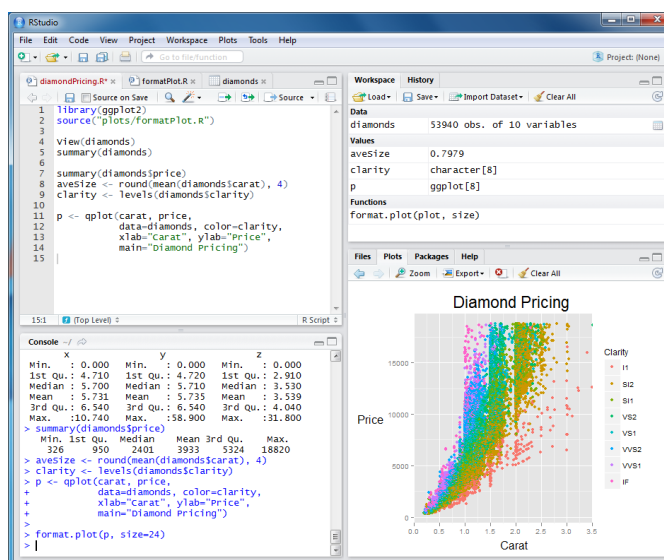 RStudio
File Edit Code View Project Workspace Plots Tools Help
Go to file/function
Project: (None)
diamondPricing.R* formatPlot.R diamonds
Source on Save Source
1 library(ggplot2)
2 source("plots/formatPlot.R")
3
4 View(diamonds)
5 summary(diamonds)
6
7 summary(diamonds$price)
8 aveSize <- round(mean(diamonds$carat), 4)
9 clarity <- levels(diamonds$clarity)
10
11 p <- qplot(carat, price,
12 data=diamonds, color=clarity,
13 xlab="Carat", ylab="Price",
14 main="Diamond Pricing")
15
15:1 (Top Level) R Script
Console ~/
x y z
Min. : 0.000 Min. : 0.000 Min. : 0.000
1st Qu.: 4.710 1st Qu.: 4.720 1st Qu.: 2.910
Median : 5.700 Median : 5.710 Median : 3.530
Mean : 5.731 Mean : 5.735 Mean : 3.539
3rd Qu.: 6.540 3rd Qu.: 6.540 3rd Qu.: 4.040
Max. :10.740 Max. :58.900 Max. :31.800
> summary(diamonds$price)
Min. 1st Qu. Median Mean 3rd Qu. Max.
326 950 2401 3933 5324 18820
> aveSize <- round(mean(diamonds$carat), 4)
> clarity <- levels(diamonds$clarity)
> p <- qplot(carat, price,
+ data=diamonds, color=clarity,
+ xlab="Carat", ylab="Price",
+ main="Diamond Pricing")
>
> format.plot(p, size=24)
>
Workspace History
Load Save Import Dataset Clear All
Data
diamonds 53940 obs. of 10 variables
Values
aveSize 0.7979
clarity character[8]
p ggplot[8]
Functions
format.plot(plot, size)
Files Plots Packages Help
Zoom Export Clear All
Diamond Pricing
Price
15000
10000
5000
0
0.0 0.5 1.0 1.5 2.0 2.5 3.0 3.5
Carat
Clarity
I1
SI2
SI1
VS2
VS1
VVS2
VVS1
IF